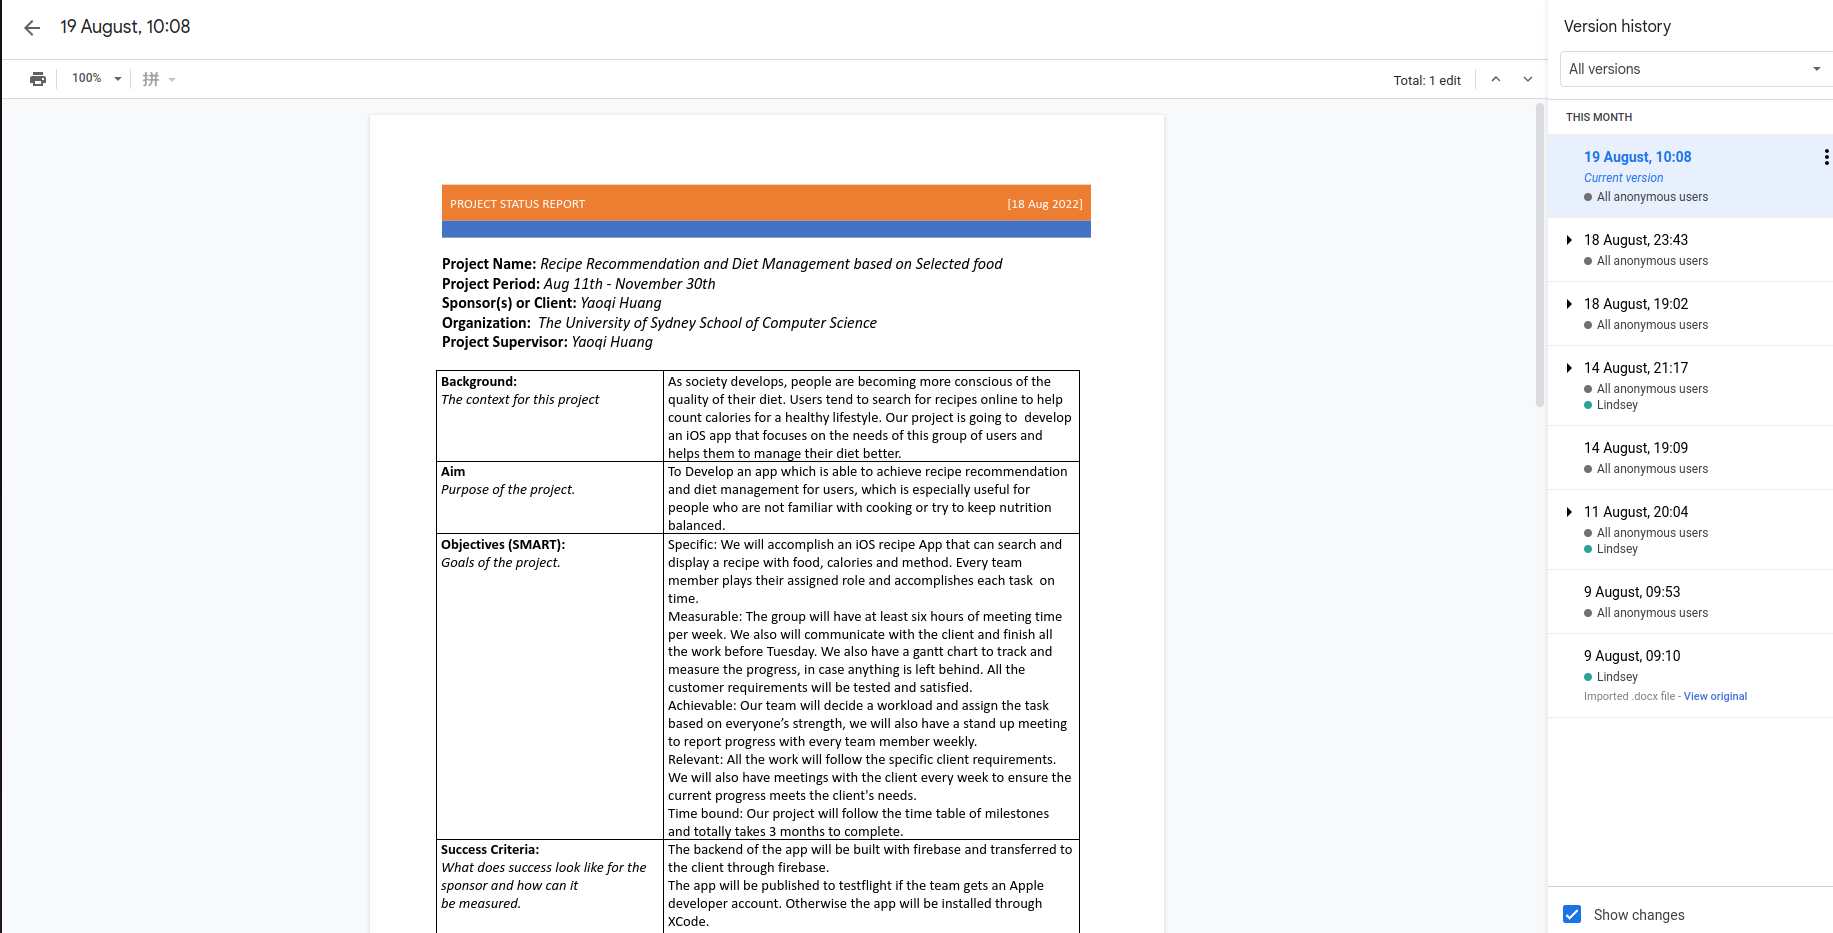 19 August, 10:08
100%
Total: 1 edit
PROJECT STATUS REPORT [18 Aug 2022]
Project Name: Recipe Recommendation and Diet Management based on Selected food
Project Period: Aug 11th - November 30th
Sponsor(s) or Client: Yaoqi Huang
Organization: The University of Sydney School of Computer Science
Project Supervisor: Yaoqi Huang
Background:
The context for this project
As society develops, people are becoming more conscious of the
quality of their diet. Users tend to search for recipes online to help
count calories for a healthy lifestyle. Our project is going to develop
an iOS app that focuses on the needs of this group of users and
helps them to manage their diet better.
Aim
Purpose of the project.
To Develop an app which is able to achieve recipe recommendation
and diet management for users, which is especially useful for
people who are not familiar with cooking or try to keep nutrition
balanced.
Objectives (SMART):
Goals of the project.
Specific: We will accomplish an iOS recipe App that can search and
display a recipe with food, calories and method. Every team
member plays their assigned role and accomplishes each task on
time.
Measurable: The group will have at least six hours of meeting time
per week. We also will communicate with the client and finish all
the work before Tuesday. We also have a gantt chart to track and
measure the progress, in case anything is left behind. All the
customer requirements will be tested and satisfied.
Achievable: Our team will decide a workload and assign the task
based on everyone’s strength, we will also have a stand up meeting
to report progress with every team member weekly.
Relevant: All the work will follow the specific client requirements.
We will also have meetings with the client every week to ensure the
current progress meets the client's needs.
Time bound: Our project will follow the time table of milestones
and totally takes 3 months to complete.
Success Criteria:
What does success look like for the
sponsor and how can it
be measured.
The backend of the app will be built with firebase and transferred to
the client through firebase.
The app will be published to testflight if the team gets an Apple
developer account. Otherwise the app will be installed through
XCode.
Version history
All versions
THIS MONTH
19 August, 10:08
Current version
All anonymous users
18 August, 23:43
All anonymous users
18 August, 19:02
All anonymous users
14 August, 21:17
All anonymous users
Lindsey
14 August, 19:09
All anonymous users
11 August, 20:04
All anonymous users
Lindsey
9 August, 09:53
All anonymous users
9 August, 09:10
Lindsey
Imported .docx file - View original
Show changes